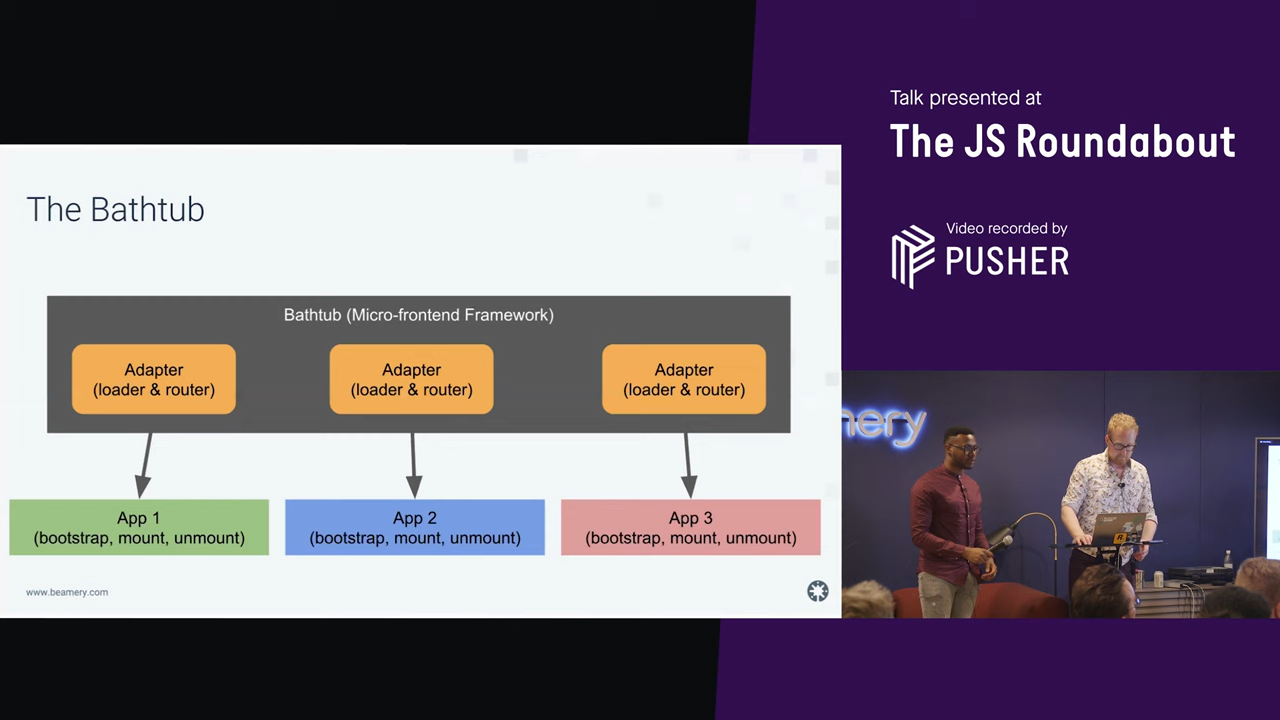 Talk presented at
The JS Roundabout
Video recorded by
PUSHER
The Bathtub
Bathtub (Micro-frontend Framework)
Adapter
(loader & router)
Adapter
(loader & router)
Adapter
(loader & router)
App 1
(bootstrap, mount, unmount)
App 2
(bootstrap, mount, unmount)
App 3
(bootstrap, mount, unmount)
www.beamery.com
mery